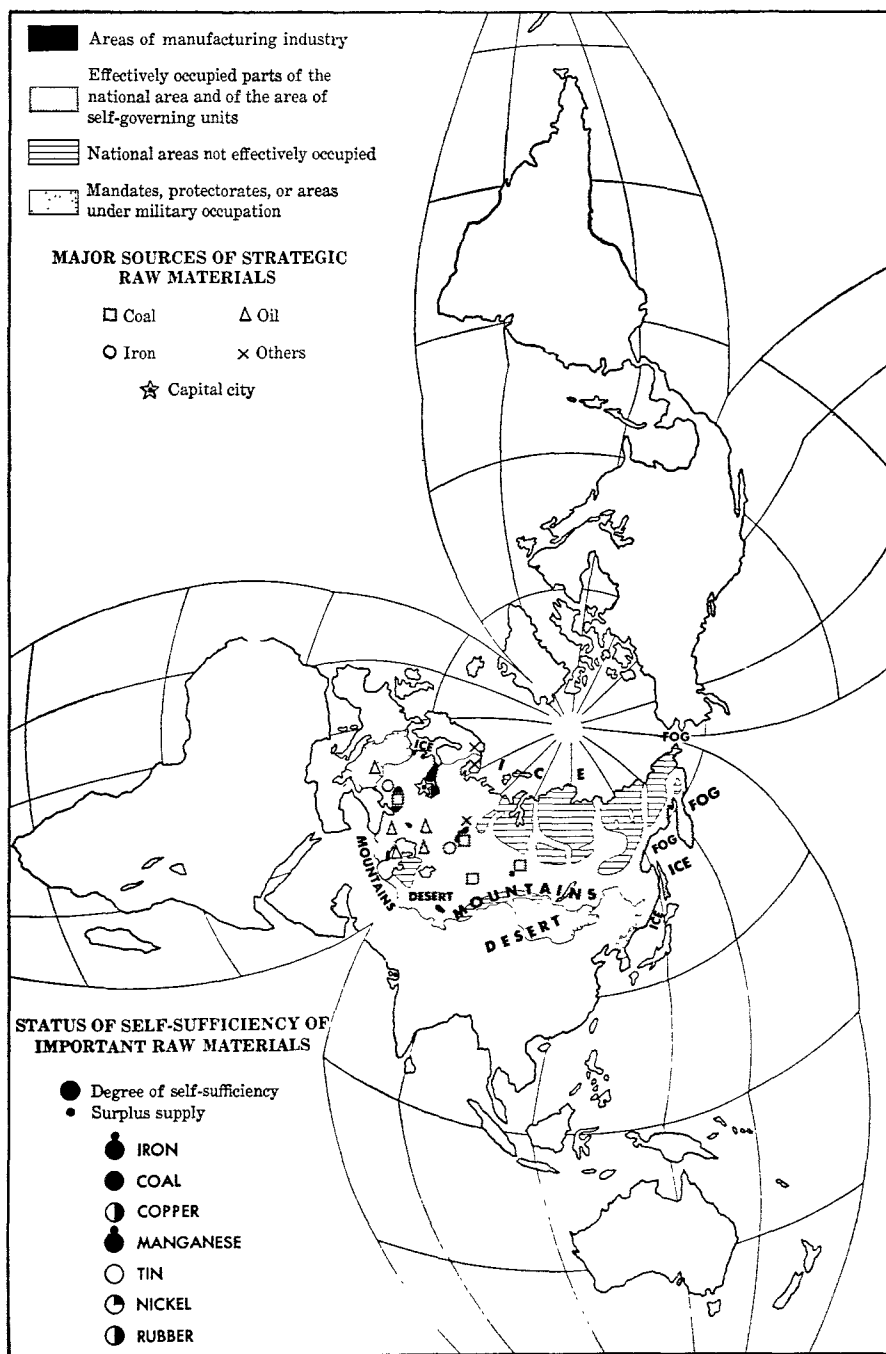 Areas of manufacturing industry
Effectively occupied parts of the
national area and of the area of
self-governing units
National areas not effectively occupied
Mandates, protectorates, or areas
under military occupation
MAJOR SOURCES OF STRATEGIC
RAW MATERIALS
Coal
Oil
Iron
Others
Capital city
FOG
ICE
I C E
FOG
FOG
ICE
MOUNTAINS
DESERT
MOUNTAINS
ICE
DESERT
STATUS OF SELF-SUFFICIENCY OF
IMPORTANT RAW MATERIALS
Degree of self-sufficiency
Surplus supply
IRON
COAL
COPPER
MANGANESE
TIN
NICKEL
RUBBER